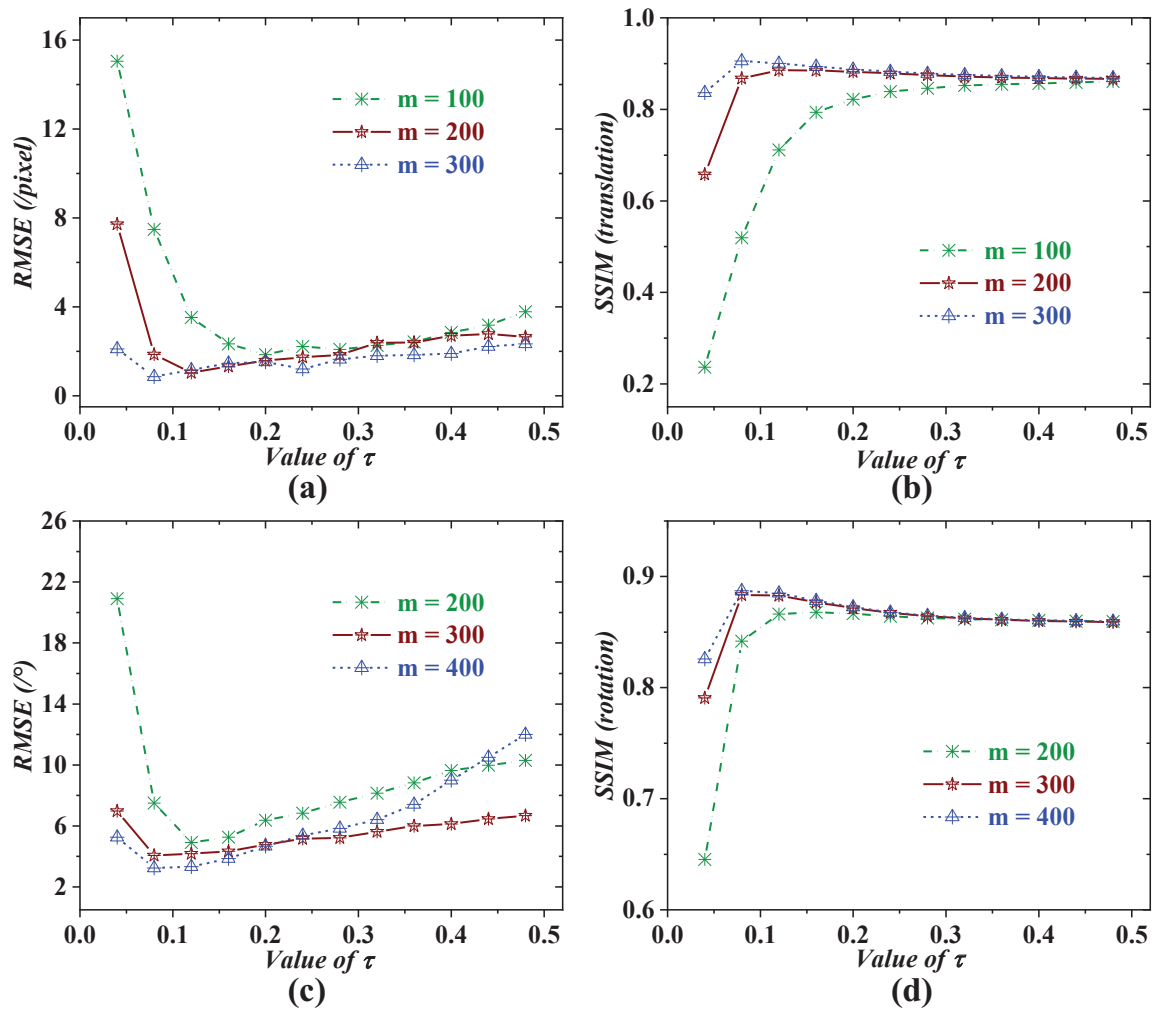 16
12
8
4
0
RMSE (/pixel)
m = 100
m = 200
m = 300
0.0 0.1 0.2 0.3 0.4 0.5
Value of τ
(a)
1.0
0.8
0.6
0.4
0.2
SSIM (translation)
m = 100
m = 200
m = 300
0.0 0.1 0.2 0.3 0.4 0.5
Value of τ
(b)
26
22
18
14
10
6
2
RMSE (/°)
m = 200
m = 300
m = 400
0.0 0.1 0.2 0.3 0.4 0.5
Value of τ
(c)
0.9
0.8
0.7
0.6
SSIM (rotation)
m = 200
m = 300
m = 400
0.0 0.1 0.2 0.3 0.4 0.5
Value of τ
(d)